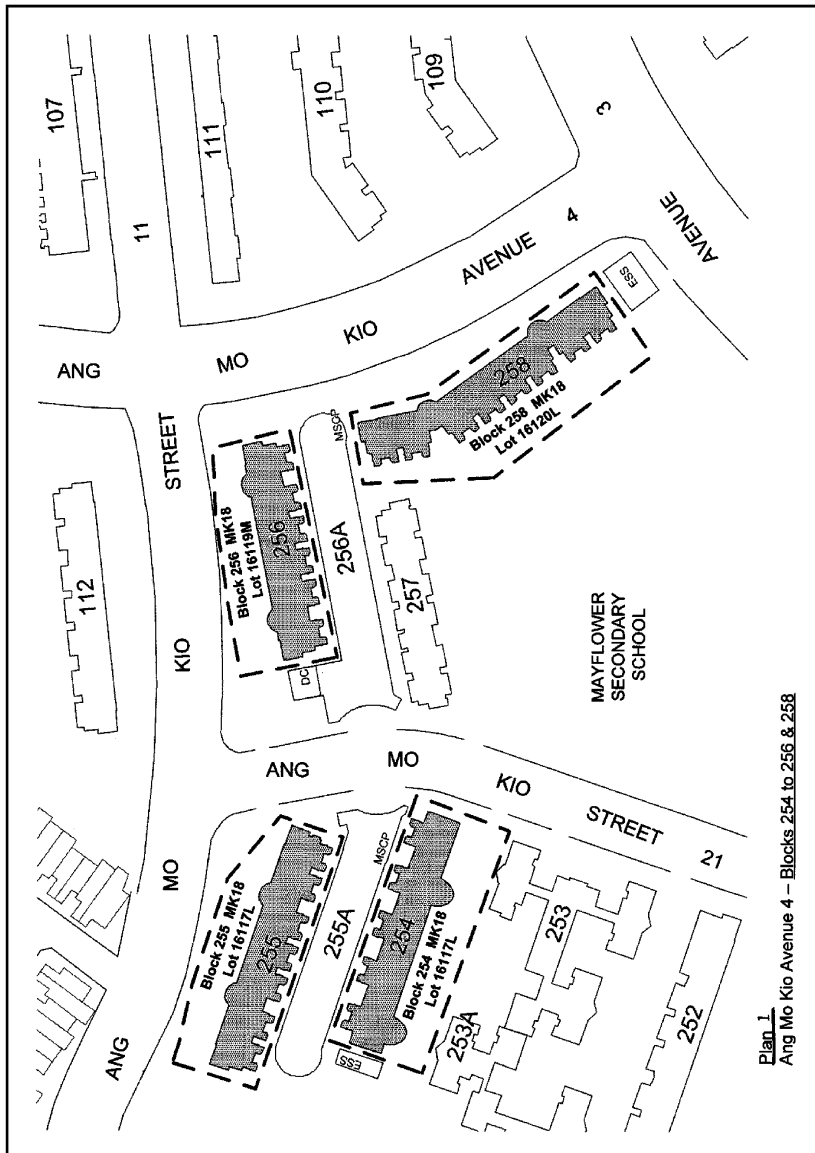 107
11
111
110
109
3
AVENUE
AVENUE 4
KIO
MO
ANG
STREET
112
KIO
Block 256 MK18
Lot 16119M
256
MSCP
256A
DC
258
Block 258 MK18
Lot 16120L
ESS
257
MAYFLOWER
SECONDARY
SCHOOL
ANG
MO
KIO
STREET
21
MO
ANG
Block 255 MK18
Lot 16117L
255
MSCP
255A
254
Block 254 MK18
Lot 16117L
ESS
253
253A
252
Plan 1
Ang Mo Kio Avenue 4 – Blocks 254 to 256 & 258